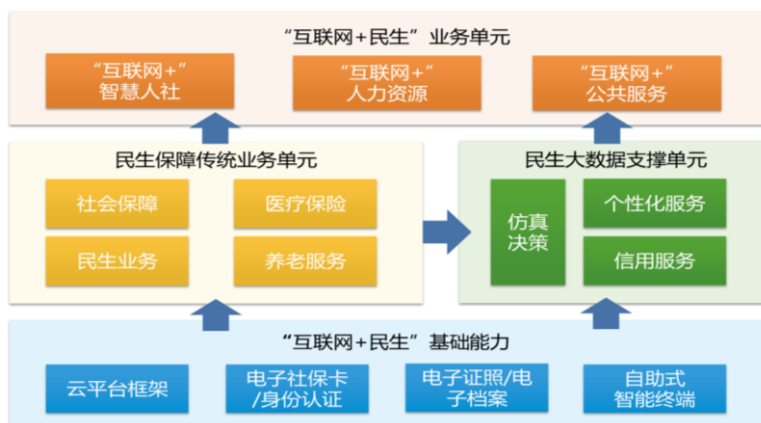 “互联网+民生”业务单元
“互联网+”
智慧人社
“互联网+”
人力资源
“互联网+”
公共服务
民生保障传统业务单元
社会保障
医疗保险
民生业务
养老服务
民生大数据支撑单元
仿真
决策
个性化服务
信用服务
“互联网+民生”基础能力
云平台框架
电子社保卡
/身份认证
电子证照/电
子档案
自助式
智能终端